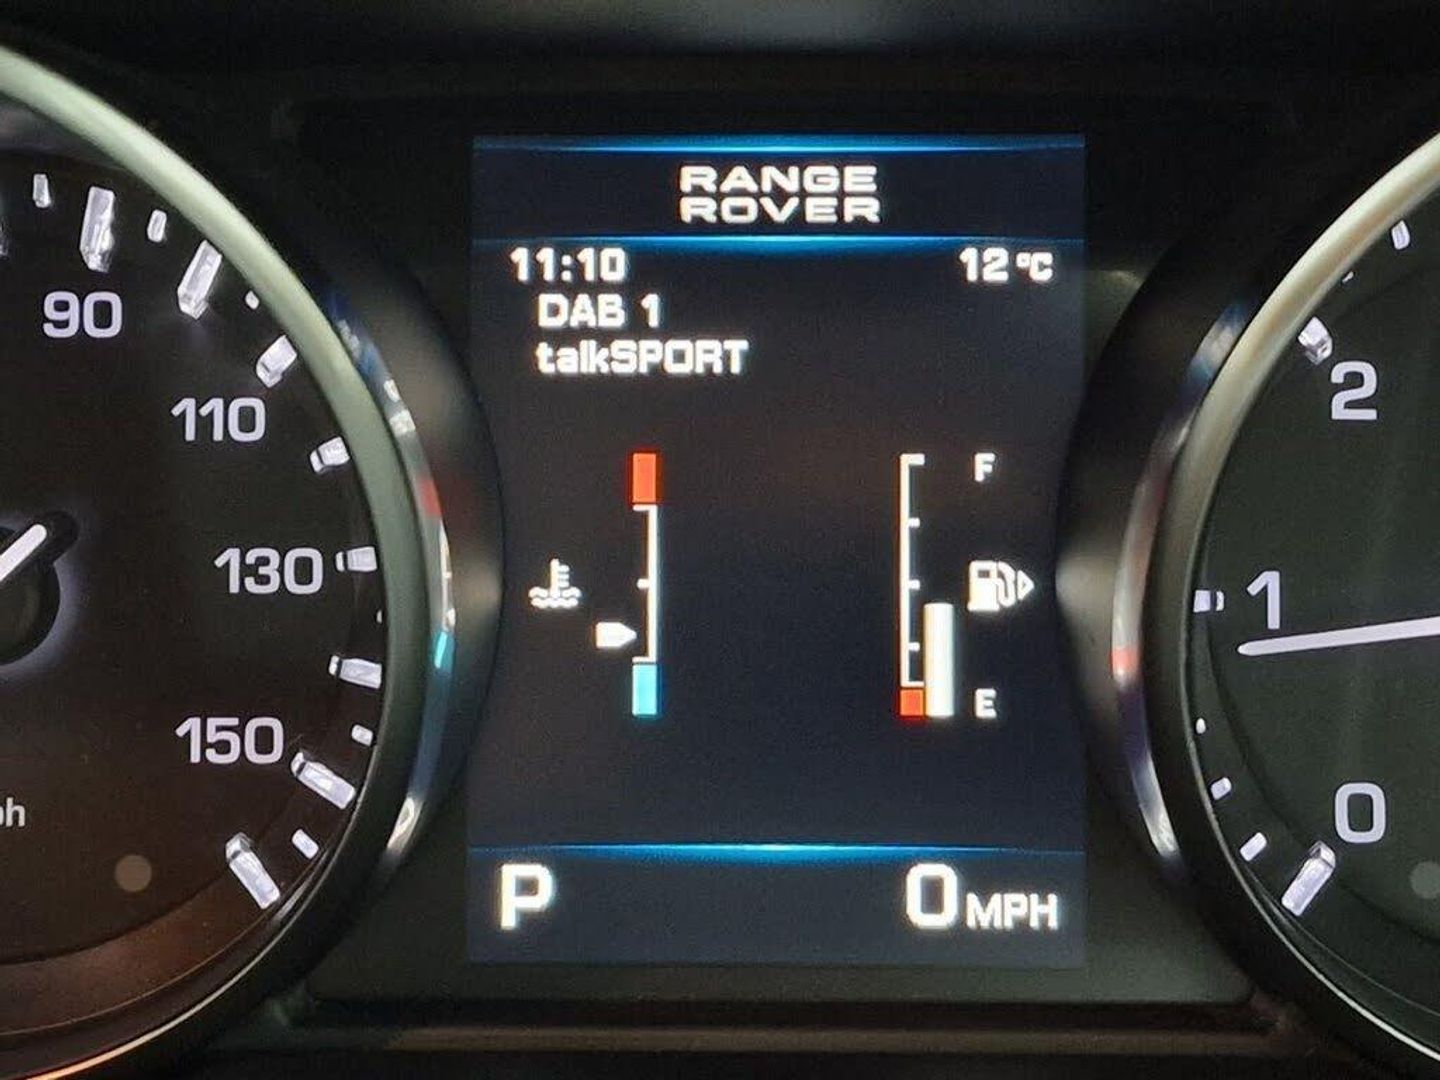 RANGE
ROVER
11:10 12°C
DAB 1
talkSPORT
F
E
P 0 MPH
90
110
130
150
2
1
0